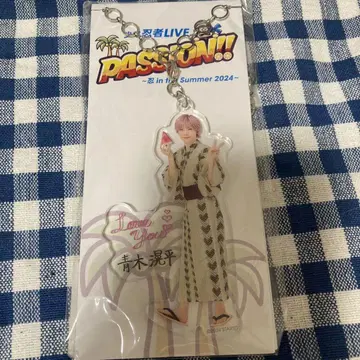 忍者LIVE
PASSION!!
~忍 in the Summer 2024~
I love
You!!
青木滉平